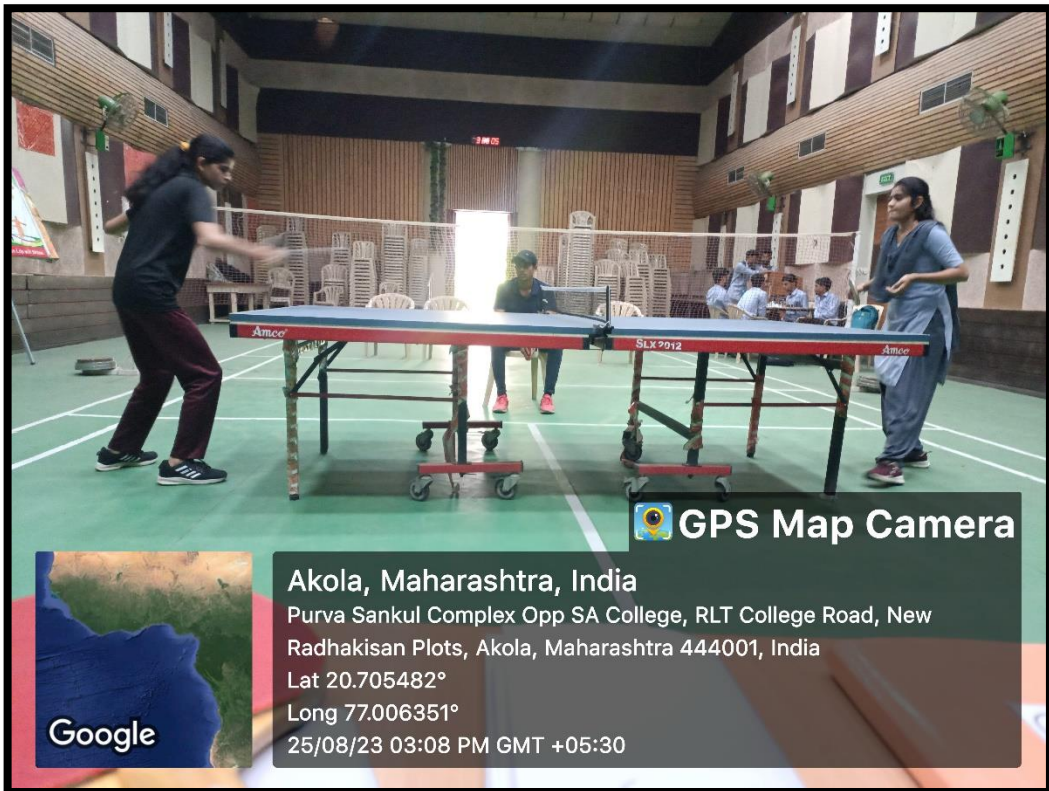 EXIT
Amco
SLX 2012
Amco
GPS Map Camera
Akola, Maharashtra, India
Purva Sankul Complex Opp SA College, RLT College Road, New
Radhakisan Plots, Akola, Maharashtra 444001, India
Lat 20.705482°
Long 77.006351°
25/08/23 03:08 PM GMT +05:30
Google